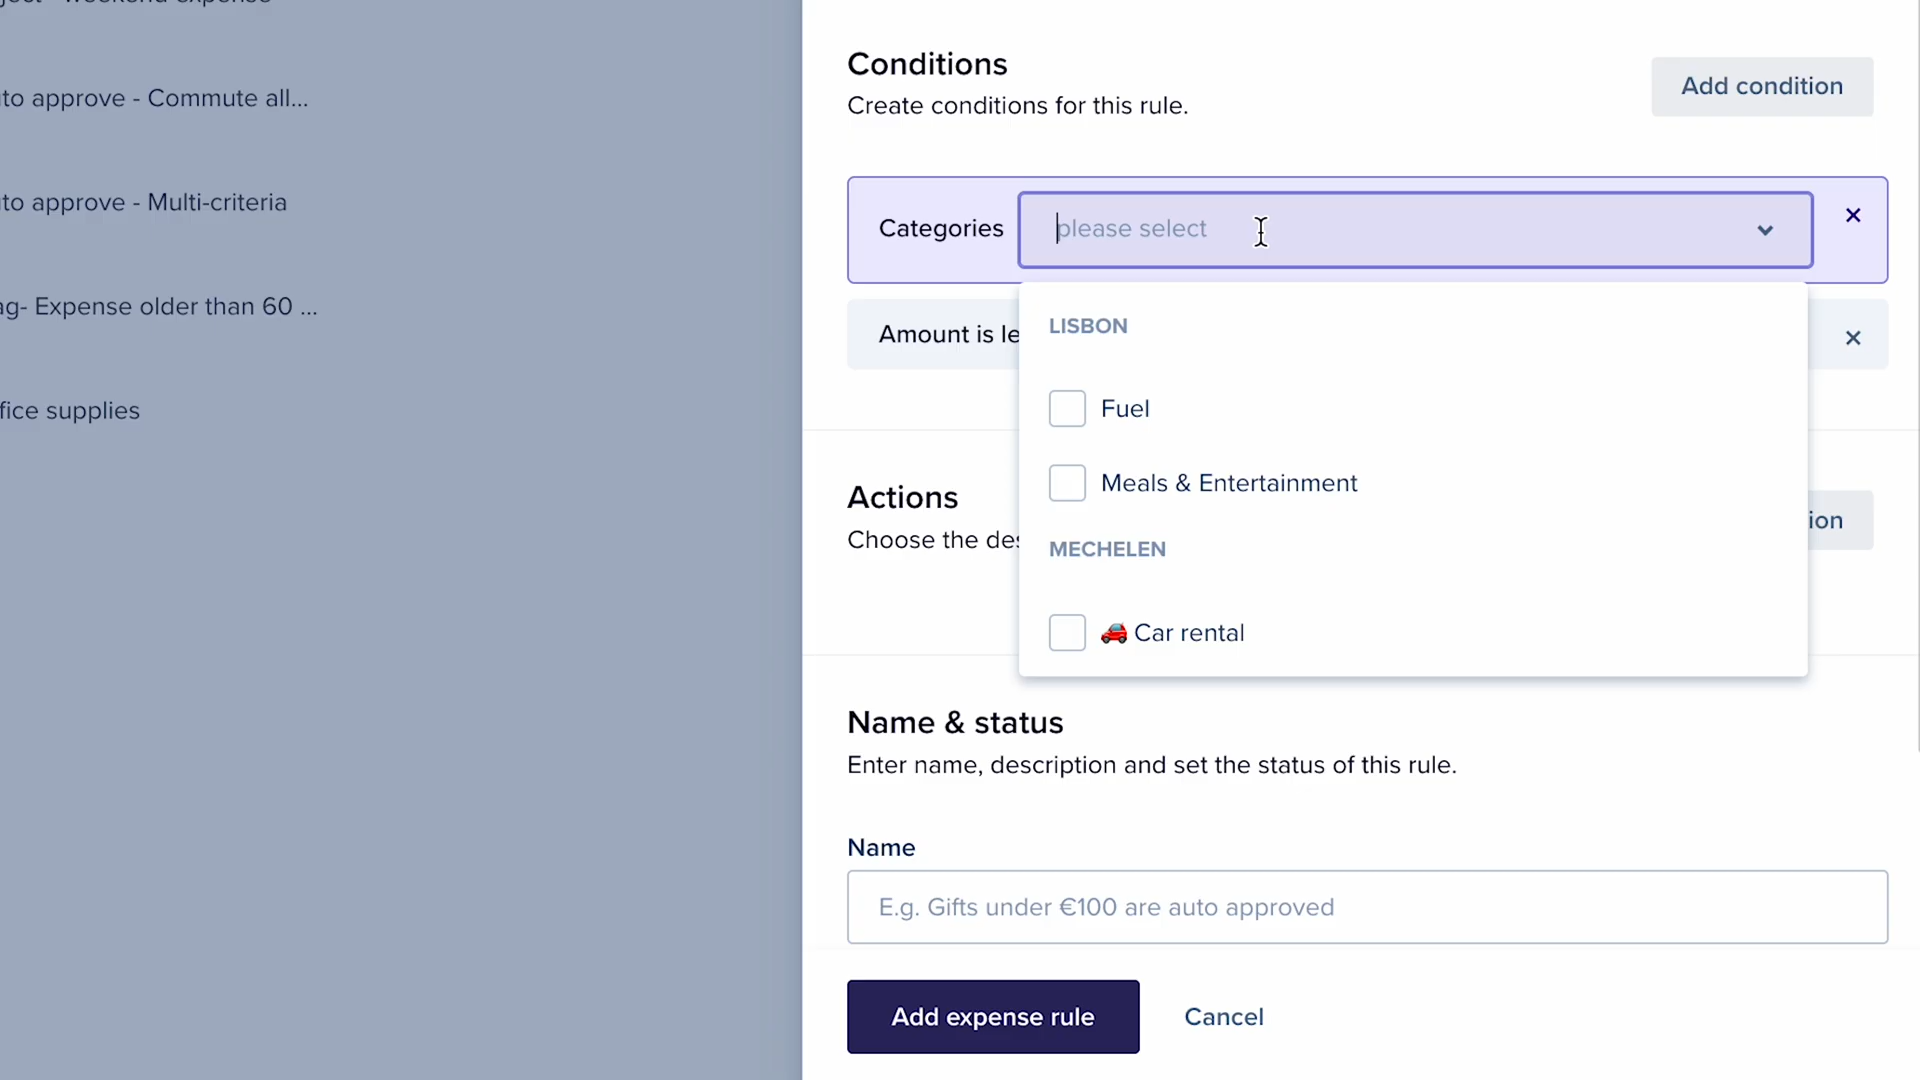 weekend expense
to approve - Commute all...
to approve - Multi-criteria
ag- Expense older than 60 ...
fice supplies
Conditions
Create conditions for this rule.
Add condition
Categories
please select
Amount is le
LISBON
Fuel
Meals & Entertainment
MECHELEN
🚗 Car rental
Actions
Choose the des
ion
Name & status
Enter name, description and set the status of this rule.
Name
E.g. Gifts under €100 are auto approved
Add expense rule
Cancel